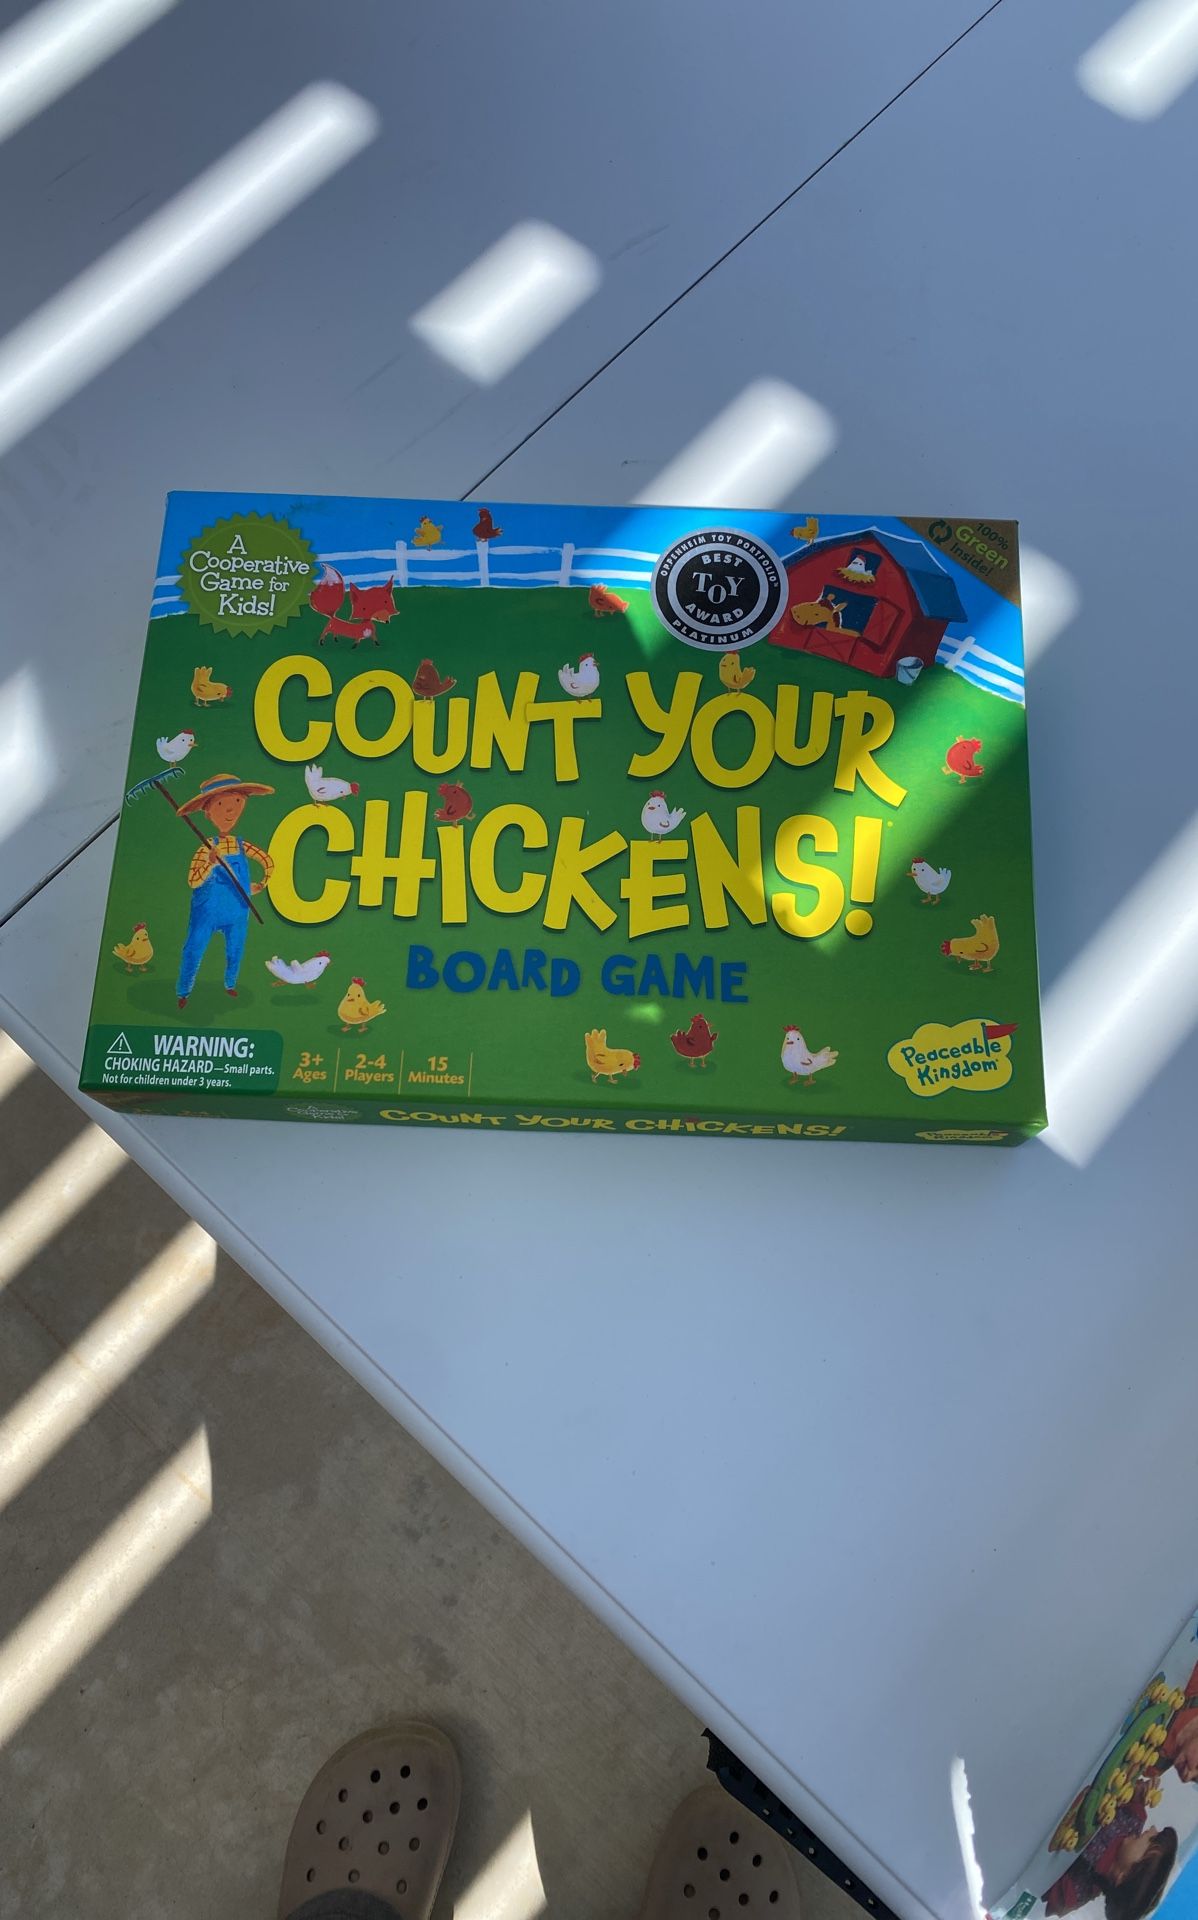 A
Cooperative
Game for
Kids!
OPPENHEIM TOY PORTFOLIO
BEST
TOY
AWARD
PLATINUM
100%
Green
Inside!
COUNT YOUR
CHICKENS!
BOARD GAME
WARNING:
CHOKING HAZARD—Small parts.
Not for children under 3 years.
3+
Ages
2-4
Players
15
Minutes
Peaceable
Kingdom
COUNT YOUR CHICKENS!
Peaceable
Kingdom